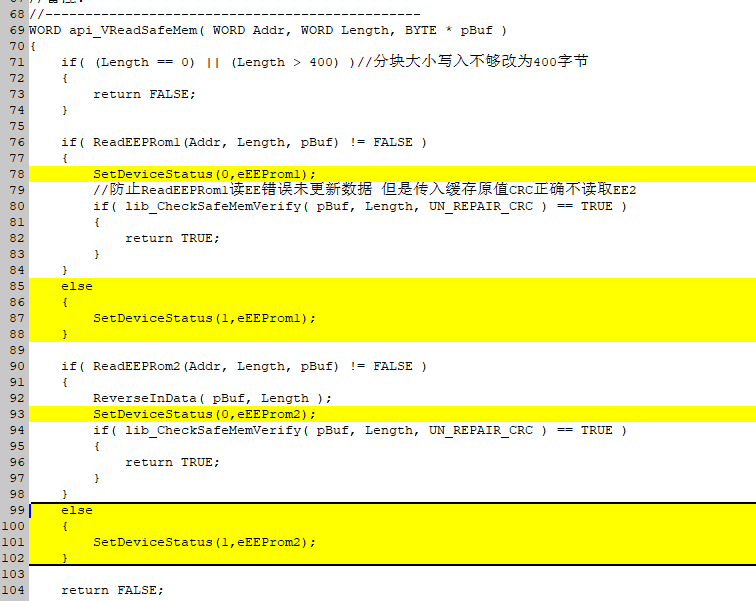 68 //-----------------------------------------------
69 WORD api_VReadSafeMem( WORD Addr, WORD Length, BYTE * pBuf )
70 {
71     if( (Length == 0) || (Length > 400) )//分块大小写入不够改为400字节
72     {
73         return FALSE;
74     }
75
76     if( ReadEEPRom1(Addr, Length, pBuf) != FALSE )
77     {
78         SetDeviceStatus(0,eEEProm1);
79         //防止ReadEEPRom1读EE错误未更新数据 但是传入缓存原值CRC正确不读取EE2
80         if( lib_CheckSafeMemVerify( pBuf, Length, UN_REPAIR_CRC ) == TRUE )
81         {
82             return TRUE;
83         }
84     }
85     else
86     {
87         SetDeviceStatus(1,eEEProm1);
88     }
89
90     if( ReadEEPRom2(Addr, Length, pBuf) != FALSE )
91     {
92         ReverseInData( pBuf, Length );
93         SetDeviceStatus(0,eEEProm2);
94         if( lib_CheckSafeMemVerify( pBuf, Length, UN_REPAIR_CRC ) == TRUE )
95         {
96             return TRUE;
97         }
98     }
99     else
100     {
101         SetDeviceStatus(1,eEEProm2);
102     }
103
104     return FALSE;